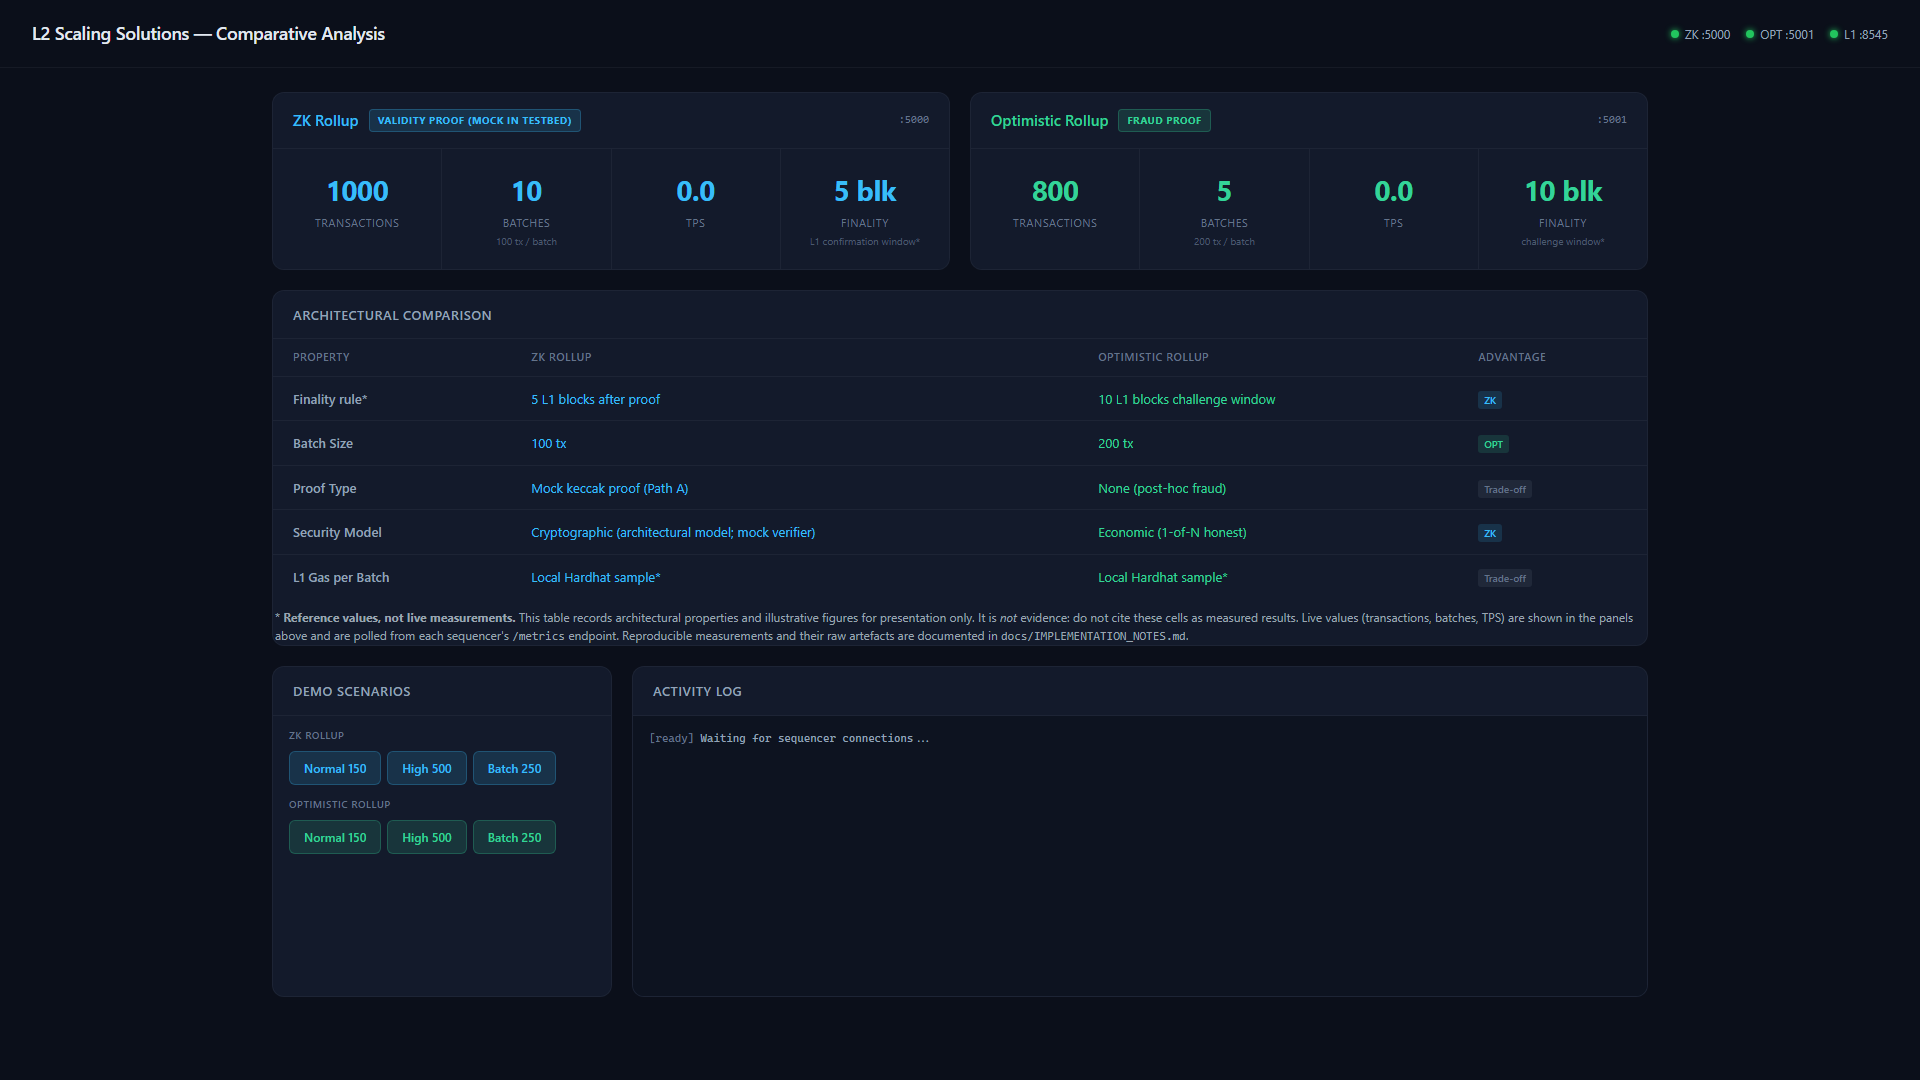 L2 Scaling Solutions — Comparative Analysis
ZK :5000 OPT :5001 L1 :8545
ZK Rollup VALIDITY PROOF (MOCK IN TESTBED) :5000
1000 10 0.0 5 blk
TRANSACTIONS BATCHES TPS FINALITY
100 tx / batch L1 confirmation window*
Optimistic Rollup FRAUD PROOF :5001
800 5 0.0 10 blk
TRANSACTIONS BATCHES TPS FINALITY
200 tx / batch challenge window*
ARCHITECTURAL COMPARISON
PROPERTY ZK ROLLUP OPTIMISTIC ROLLUP ADVANTAGE
Finality rule* 5 L1 blocks after proof 10 L1 blocks challenge window ZK
Batch Size 100 tx 200 tx OPT
Proof Type Mock keccak proof (Path A) None (post-hoc fraud) Trade-off
Security Model Cryptographic (architectural model; mock verifier) Economic (1-of-N honest) ZK
L1 Gas per Batch Local Hardhat sample* Local Hardhat sample* Trade-off
* Reference values, not live measurements. This table records architectural properties and illustrative figures for presentation only. It is not evidence: do not cite these cells as measured results. Live values (transactions, batches, TPS) are shown in the panels
above and are polled from each sequencer's /metrics endpoint. Reproducible measurements and their raw artefacts are documented in docs/IMPLEMENTATION_NOTES.md.
DEMO SCENARIOS
ZK ROLLUP
Normal 150 High 500 Batch 250
OPTIMISTIC ROLLUP
Normal 150 High 500 Batch 250
ACTIVITY LOG
[ready] Waiting for sequencer connections...